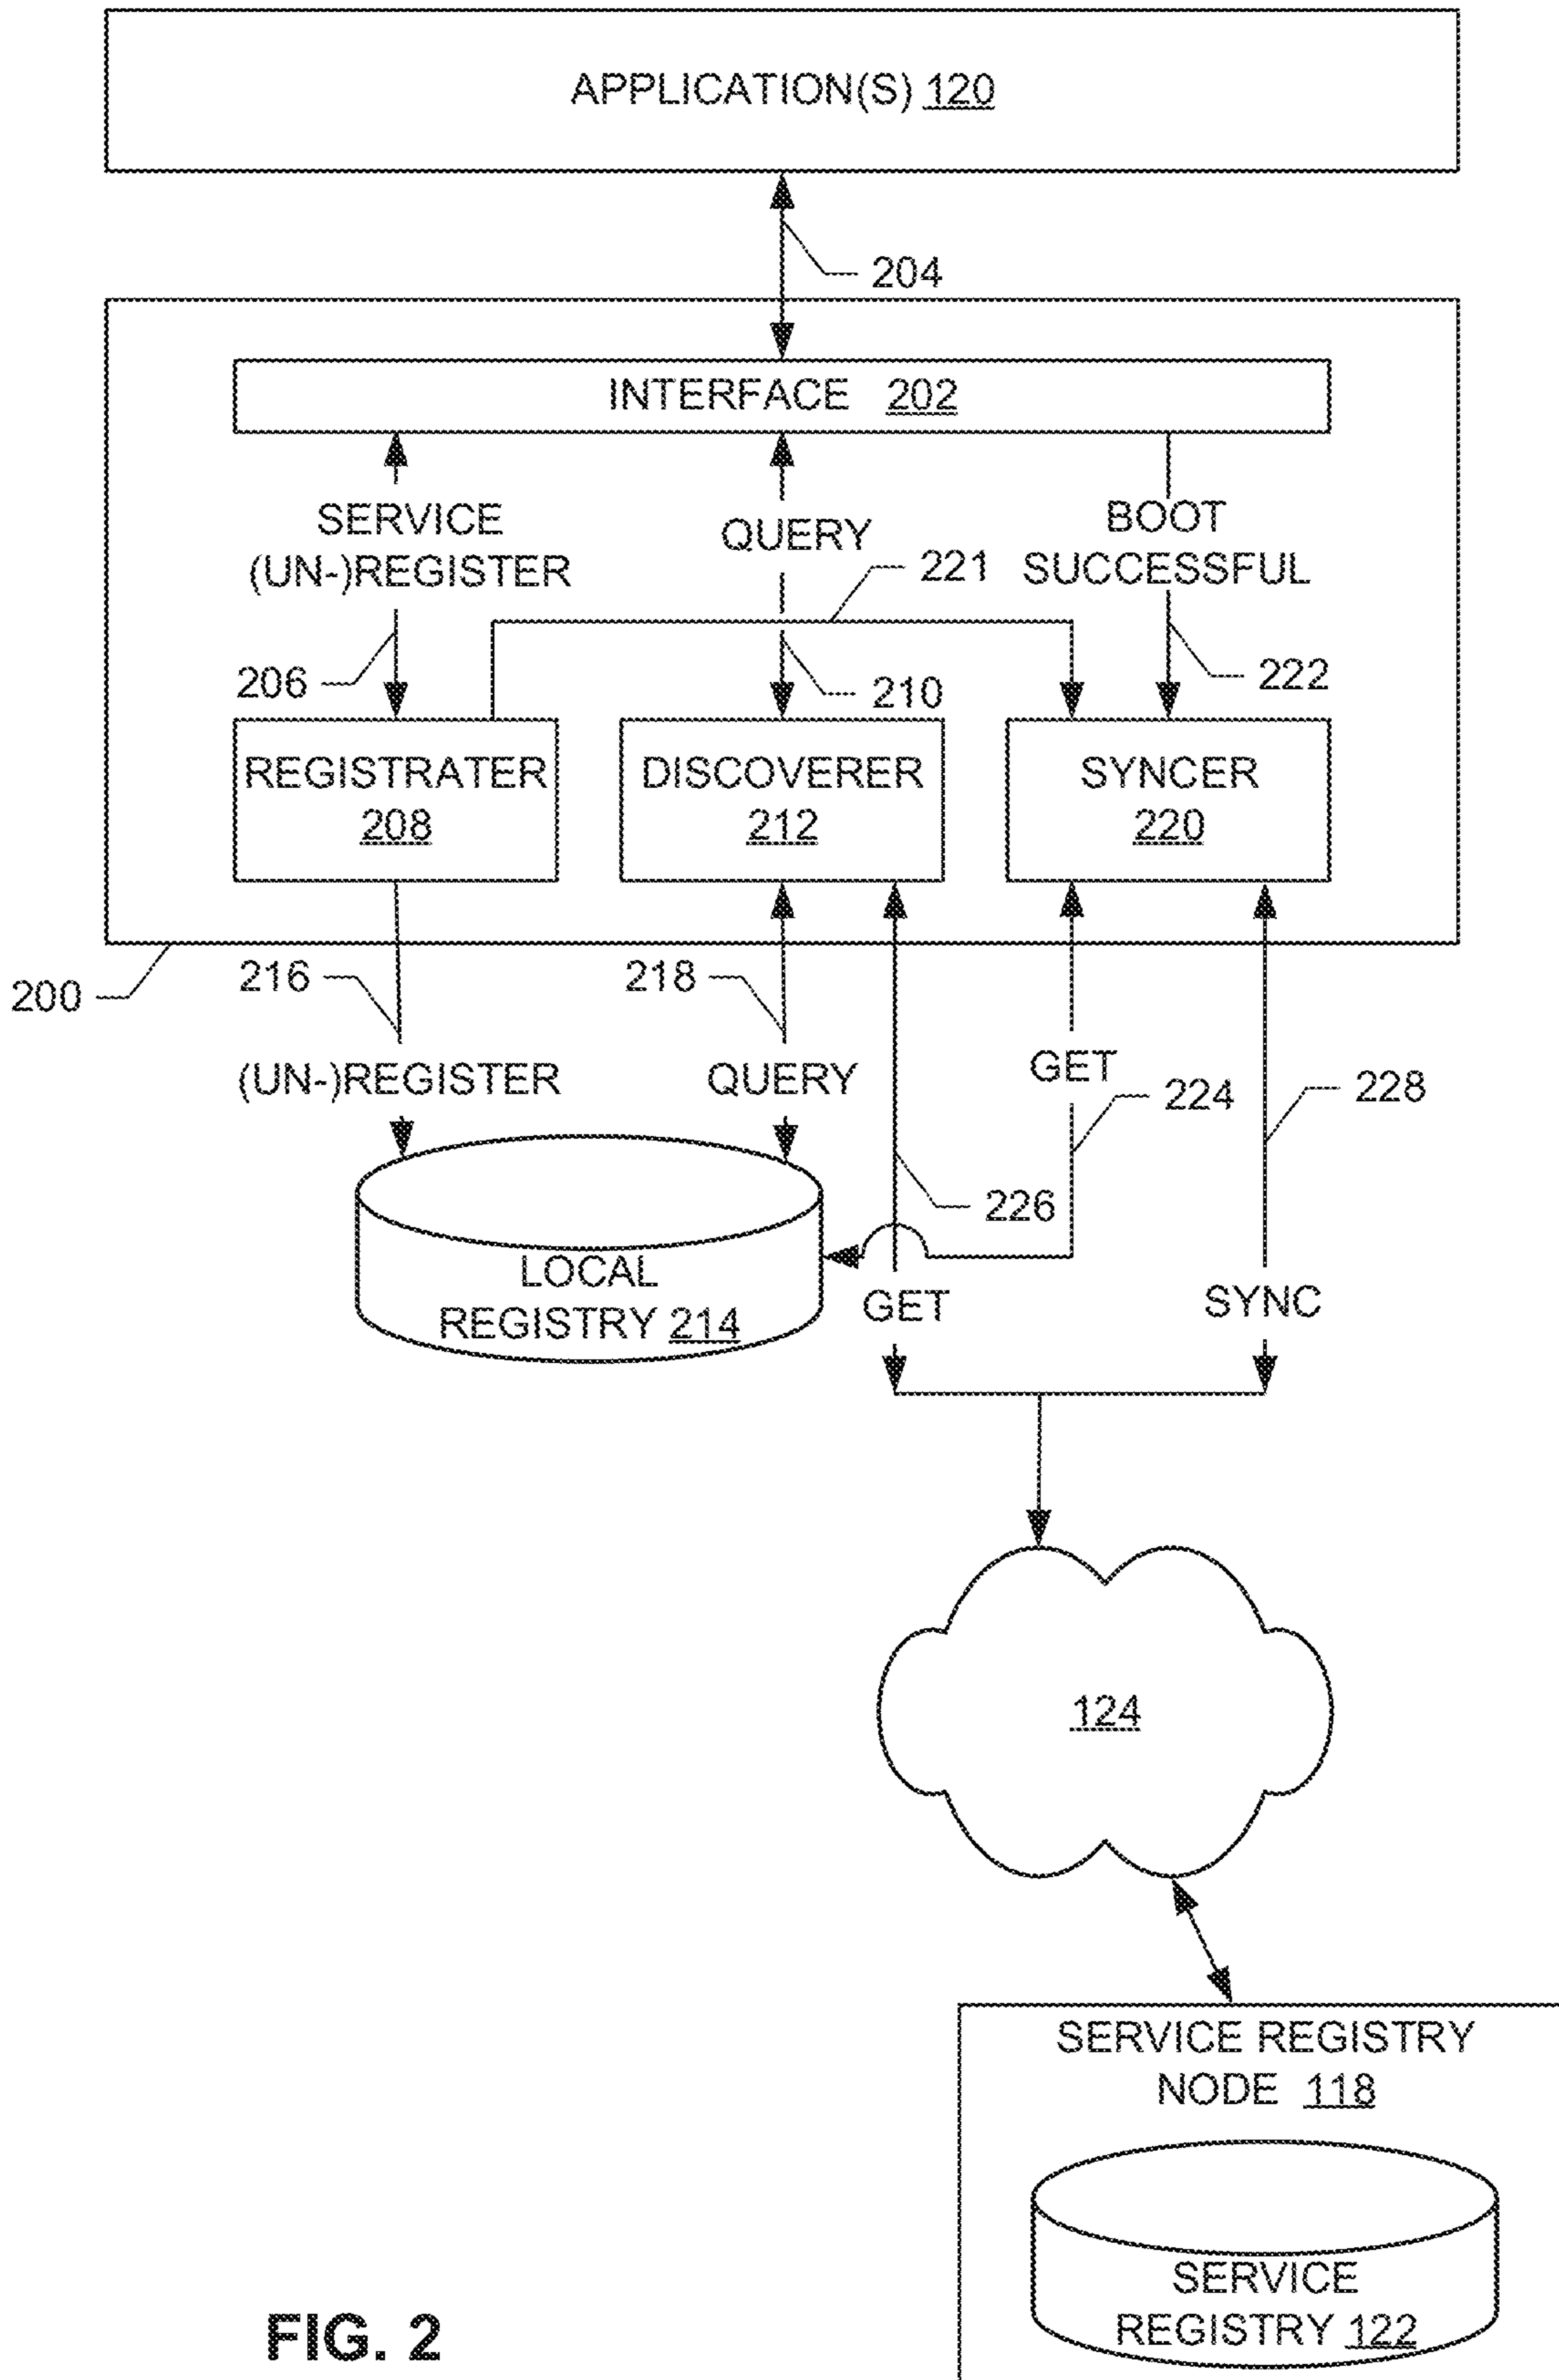 APPLICATION(S) 120
204
INTERFACE 202
SERVICE
(UN-)REGISTER
QUERY
BOOT
SUCCESSFUL
221
206
210
222
REGISTRATER
208
DISCOVERER
212
SYNCER
220
200
216
218
(UN-)REGISTER
QUERY
GET
224
228
226
LOCAL
REGISTRY 214
GET
SYNC
124
SERVICE REGISTRY
NODE 118
SERVICE
REGISTRY 122
FIG. 2